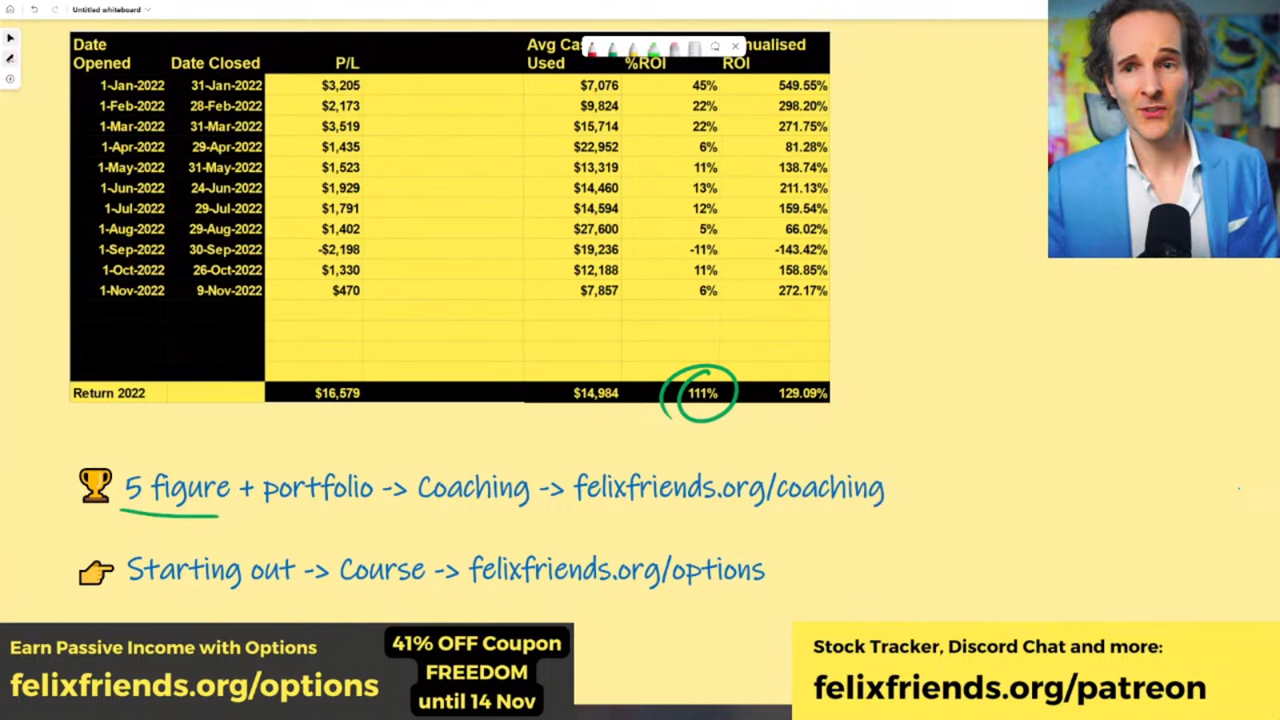 Untitled whiteboard
Date Opened Date Closed P/L Avg Ca Used %ROI nualised ROI
1-Jan-2022 31-Jan-2022 $3,205 $7,076 45% 549.55%
1-Feb-2022 28-Feb-2022 $2,173 $9,824 22% 298.20%
1-Mar-2022 31-Mar-2022 $3,519 $15,714 22% 271.75%
1-Apr-2022 29-Apr-2022 $1,435 $22,952 6% 81.28%
1-May-2022 31-May-2022 $1,523 $13,319 11% 138.74%
1-Jun-2022 24-Jun-2022 $1,929 $14,460 13% 211.13%
1-Jul-2022 29-Jul-2022 $1,791 $14,594 12% 159.54%
1-Aug-2022 29-Aug-2022 $1,402 $27,600 5% 66.02%
1-Sep-2022 30-Sep-2022 -$2,198 $19,236 -11% -143.42%
1-Oct-2022 26-Oct-2022 $1,330 $12,188 11% 158.85%
1-Nov-2022 9-Nov-2022 $470 $7,857 6% 272.17%
Return 2022 $16,579 $14,984 111% 129.09%
5 figure + portfolio -> Coaching -> felixfriends.org/coaching
Starting out -> Course -> felixfriends.org/options
Earn Passive Income with Options
felixfriends.org/options
41% OFF Coupon
FREEDOM
until 14 Nov
Stock Tracker, Discord Chat and more:
felixfriends.org/patreon